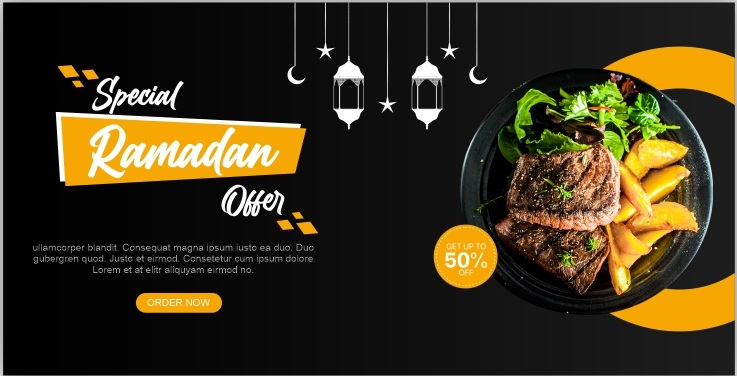 Special
Ramadan
Offer
ullamcorper blandit. Consequat magna ipsum iusto ea duo. Duo
gubergren quod. Justo et eirmod. Consetetur cum ipsum dolore
Lorem et at elitr aliquyam eirmod no.
ORDER NOW
GET UP TO
50%
OFF